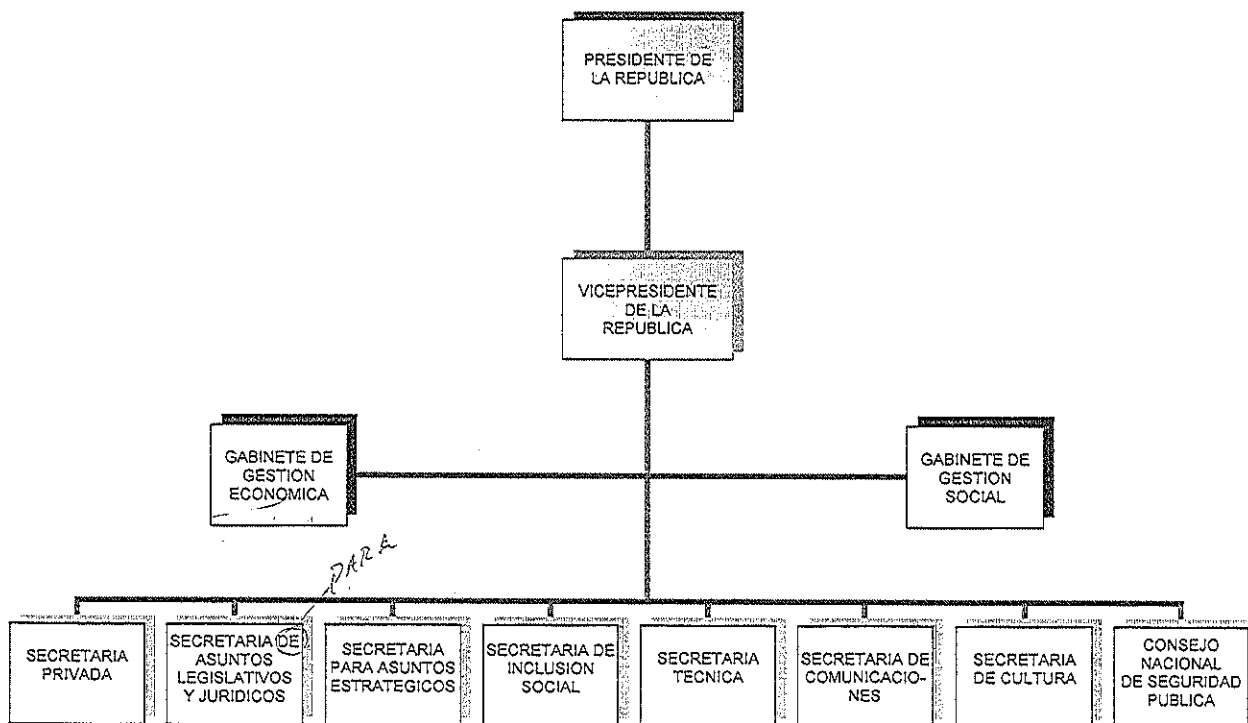 PRESIDENTE DE
LA REPUBLICA
VICEPRESIDENTE
DE LA
REPUBLICA
GABINETE DE
GESTION
ECONOMICA
GABINETE DE
GESTION
SOCIAL
PARA
SECRETARIA
PRIVADA
SECRETARIA DE
ASUNTOS
LEGISLATIVOS
Y JURIDICOS
SECRETARIA
PARA ASUNTOS
ESTRATEGICOS
SECRETARIA DE
INCLUSION
SOCIAL
SECRETARIA
TECNICA
SECRETARIA DE
COMUNICACIO-
NES
SECRETARIA
DE CULTURA
CONSEJO
NACIONAL
DE SEGURIDAD
PUBLICA